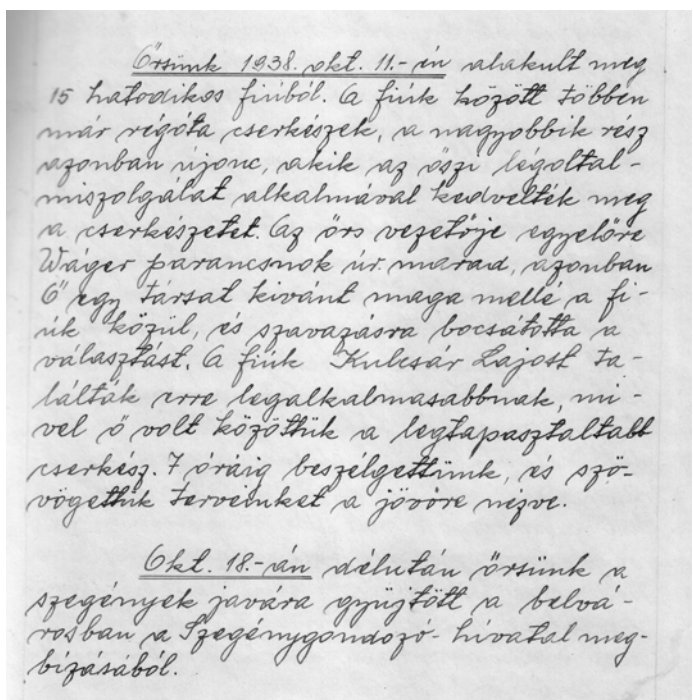 Őrsünk 1938. okt. 11.-én alakult meg
15 hatodikos fiúból. A fiúk között többen
már régóta cserkészek, a nagyobbik rész
azonban újonc, akik az őszi légoltal-
miszolgálat alkalmával kedvelték meg
a cserkészetet. Az őrs vezetője egyelőre
Wáger parancsnok úr marad, azonban
Ő egy társat kivánt maga mellé a fi-
úk közül, és szavazásra bocsátotta a
választást. A fiúk Kulcsár Lajost ta-
lálták erre legalkalmasabbnak, mi-
vel ő volt közöttük a legtapasztaltabb
cserkész. 7 óráig beszélgettünk, és szö-
vögettük terveinket a jövőre nézve.
Okt. 18.-án délután őrsünk a
szegények javára gyüjtött a belvá-
rosban a Szegénygondozó-hivatal meg-
bízásából.